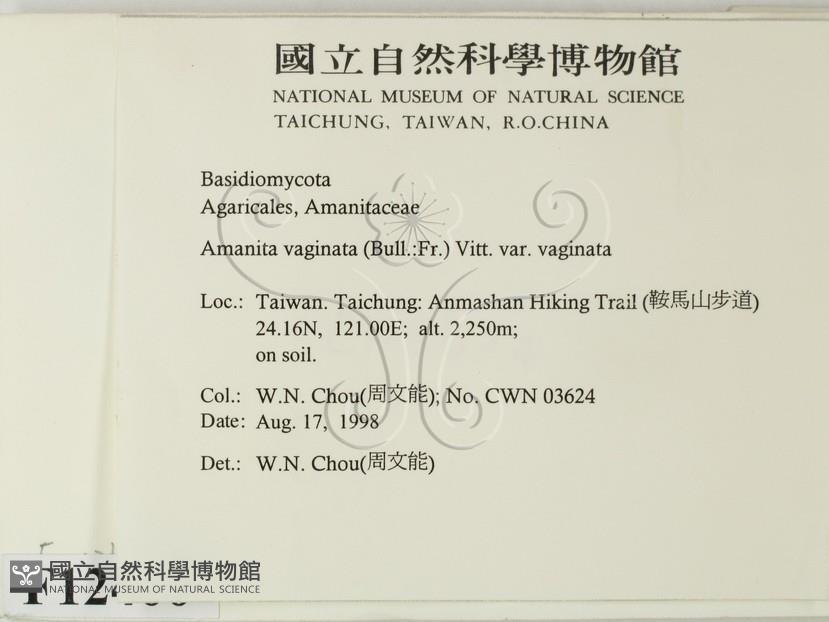 國立自然科學博物館
NATIONAL MUSEUM OF NATURAL SCIENCE
TAICHUNG, TAIWAN, R.O.CHINA
Basidiomycota
Agaricales, Amanitaceae
Amanita vaginata (Bull.:Fr.) Vitt. var. vaginata
Loc.: Taiwan. Taichung: Anmashan Hiking Trail (鞍馬山步道)
24.16N, 121.00E; alt. 2,250m;
on soil.
Col.: W.N. Chou(周文能); No. CWN 03624
Date: Aug. 17, 1998
Det.: W.N. Chou(周文能)
國立自然科學博物館
NATIONAL MUSEUM OF NATURAL SCIENCE